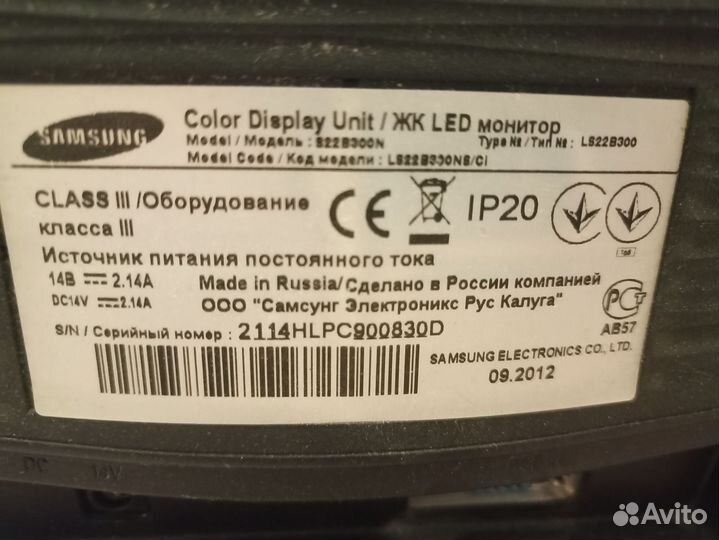 SAMSUNG
Color Display Unit / ЖК LED монитор
Model / Модель : S22B300N
Type № / Тип № : LS22B300
Model Code / Код модели : LS22B300NS/CI
CLASS III /Оборудование
класса III
CE
IP20
Источник питания постоянного тока
14В 2.14A
DC14V 2.14A
Made in Russia/Сделано в России компанией
ООО "Самсунг Электроникс Рус Калуга"
АВ57
S/N / Серийный номер : 2114HLPC900830D
SAMSUNG ELECTRONICS CO., LTD.
09.2012
DC 14V
Avito